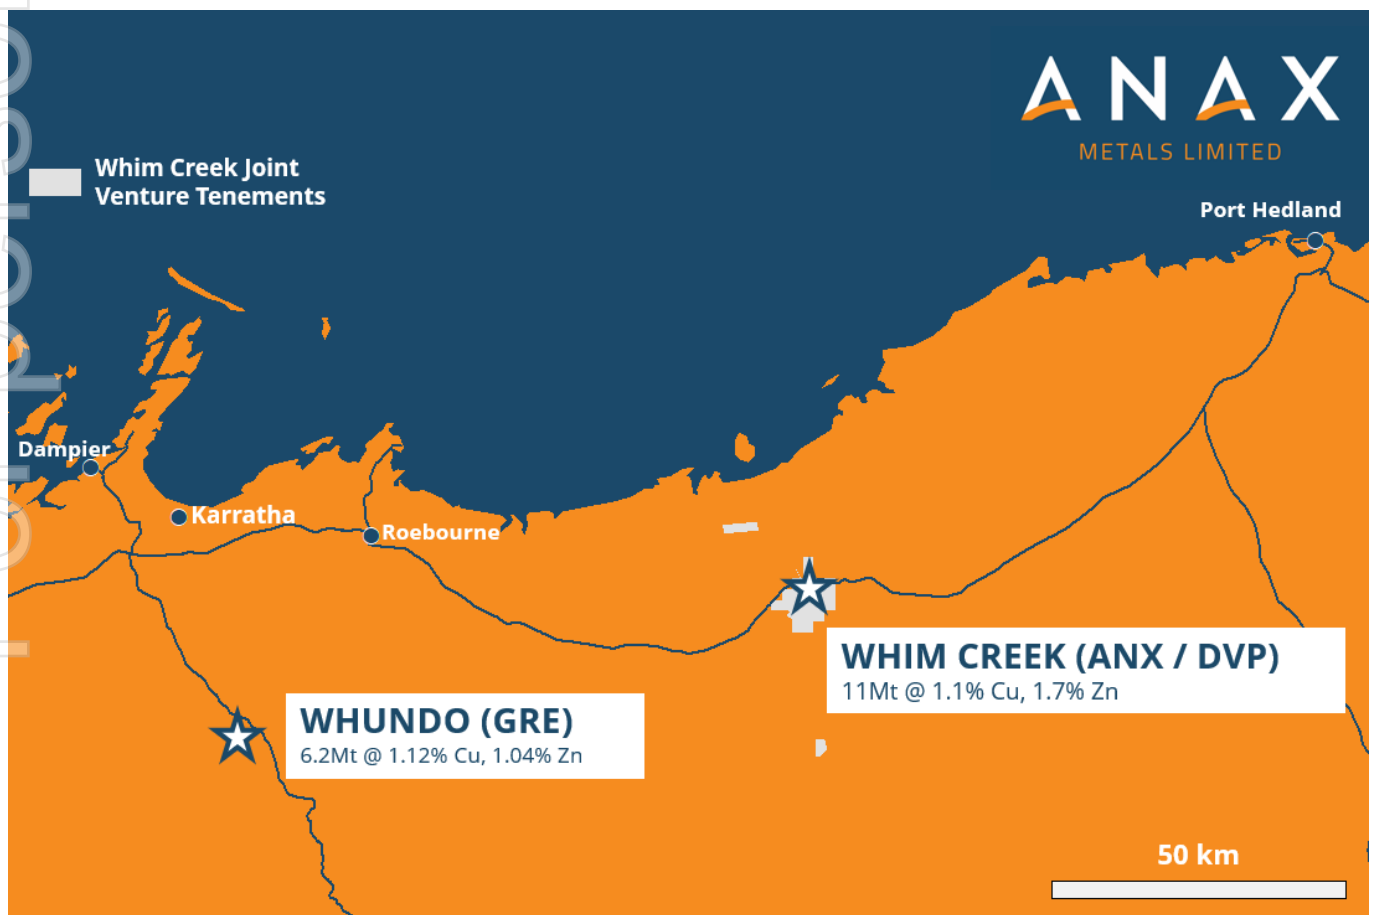 ANAX
METALS LIMITED
Whim Creek Joint
Venture Tenements
Port Hedland
Dampier
Karratha
Roebourne
WHIM CREEK (ANX / DVP)
11Mt @ 1.1% Cu, 1.7% Zn
WHUNDO (GRE)
6.2Mt @ 1.12% Cu, 1.04% Zn
50 km